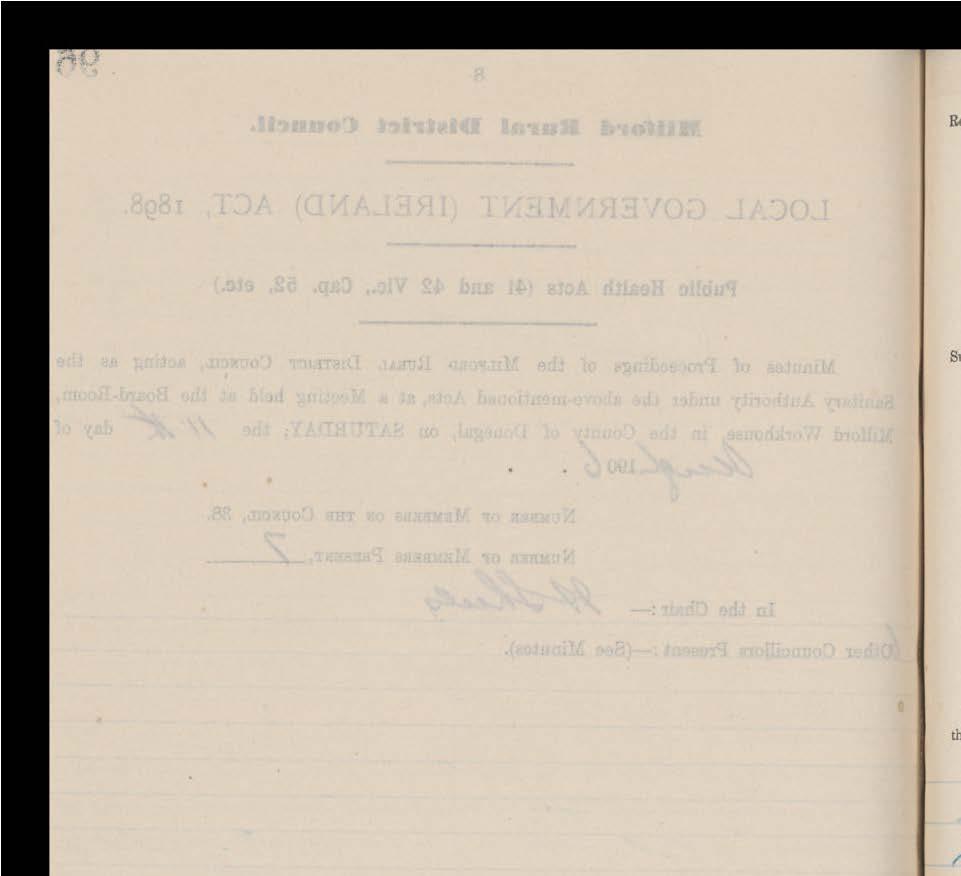 96
8
Milford Rural District Council.
LOCAL GOVERNMENT (IRELAND) ACT, 1898.
Public Health Acts (41 and 42 Vic., Cap. 52, etc.)
Minutes of Proceedings of the Milford Rural District Council, acting as the
Sanitary Authority under the above-mentioned Acts, at a Meeting held at the Board-Room,
Milford Workhouse, in the County of Donegal, on SATURDAY; the 11th day of
1906
Number of Members on the Council, 38.
Number of Members Present, 7
In the Chair:—
Other Councillors Present:—(See Minutes).
Re
Su
th